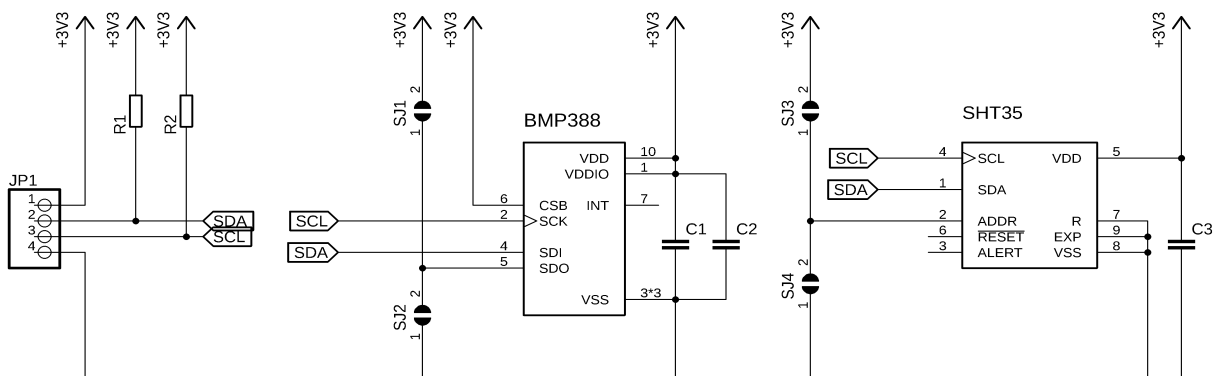 +3V3
+3V3
+3V3
R1
R2
JP1
1
2
3
4
SDA
SCL
+3V3
+3V3
+3V3
SJ1
2
1
BMP388
SCL
SDA
6
2
4
5
CSB
SCK
SDI
SDO
VDD
VDDIO
INT
VSS
10
1
7
3*3
C1
C2
SJ2
2
1
+3V3
+3V3
SJ3
2
1
SHT35
SCL
SDA
4
1
2
6
3
SCL
SDA
ADDR
RESET
ALERT
VDD
R
EXP
VSS
5
7
9
8
C3
SJ4
2
1